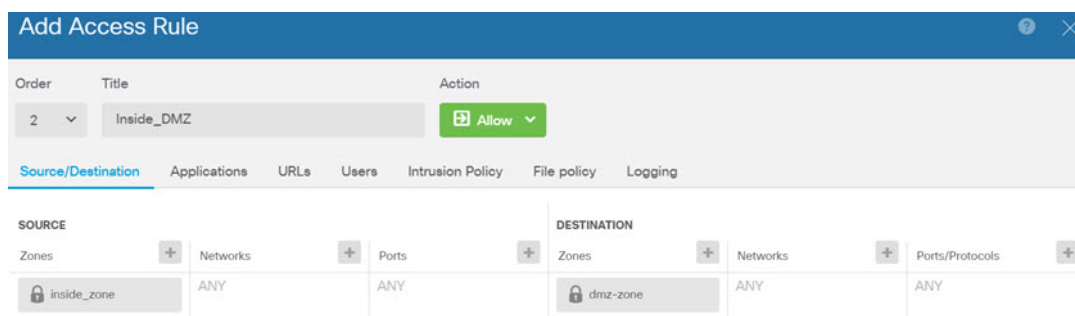 Add Access Rule
Order Title Action
2 Inside_DMZ Allow
Source/Destination Applications URLs Users Intrusion Policy File policy Logging
SOURCE DESTINATION
Zones + Networks + Ports + Zones + Networks + Ports/Protocols +
inside_zone ANY ANY dmz-zone ANY ANY